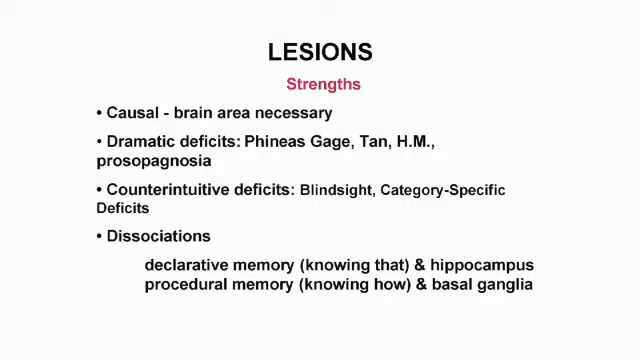 LESIONS
Strengths
• Causal - brain area necessary
• Dramatic deficits: Phineas Gage, Tan, H.M.,
prosopagnosia
• Counterintuitive deficits: Blindsight, Category-Specific
Deficits
• Dissociations
declarative memory (knowing that) & hippocampus
procedural memory (knowing how) & basal ganglia